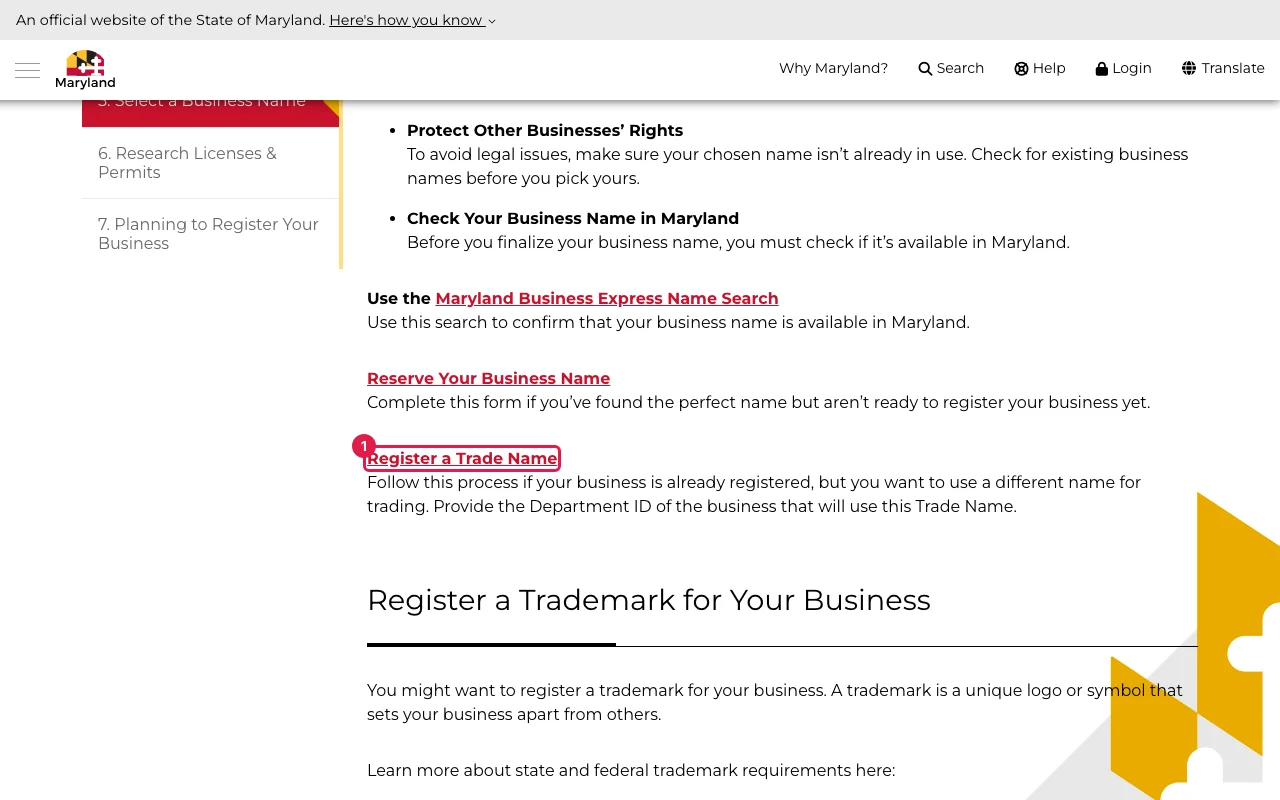 An official website of the State of Maryland. Here's how you know
Maryland
Why Maryland?
Search
Help
Login
Translate
5. Select a Business Name
6. Research Licenses &
Permits
7. Planning to Register Your
Business
Protect Other Businesses’ Rights
To avoid legal issues, make sure your chosen name isn’t already in use. Check for existing business
names before you pick yours.
Check Your Business Name in Maryland
Before you finalize your business name, you must check if it’s available in Maryland.
Use the Maryland Business Express Name Search
Use this search to confirm that your business name is available in Maryland.
Reserve Your Business Name
Complete this form if you’ve found the perfect name but aren’t ready to register your business yet.
1
Register a Trade Name
Follow this process if your business is already registered, but you want to use a different name for
trading. Provide the Department ID of the business that will use this Trade Name.
Register a Trademark for Your Business
You might want to register a trademark for your business. A trademark is a unique logo or symbol that
sets your business apart from others.
Learn more about state and federal trademark requirements here: